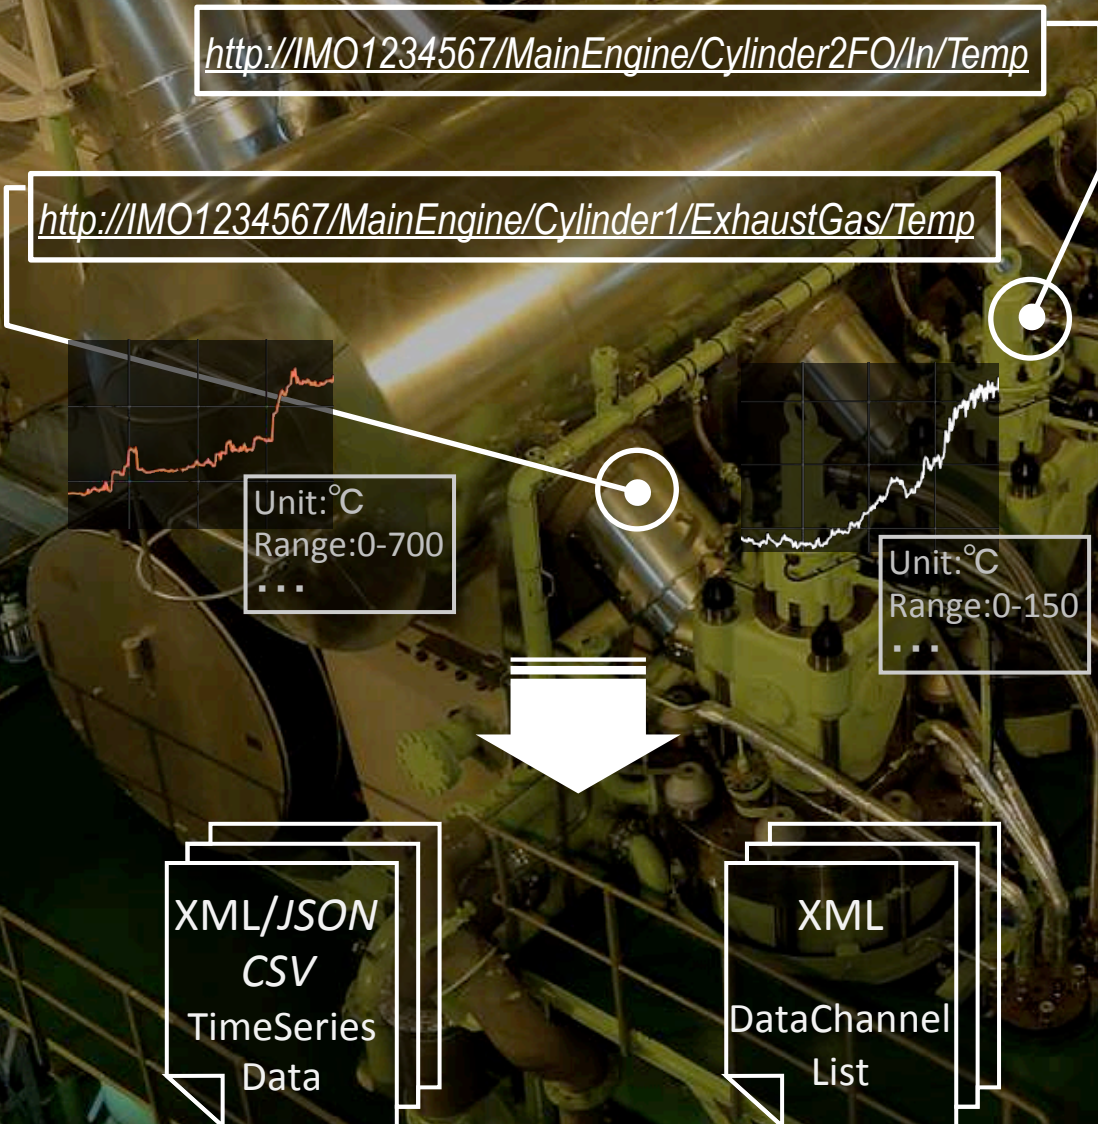 http://IMO1234567/MainEngine/Cylinder2FO/In/Temp
http://IMO1234567/MainEngine/Cylinder1/ExhaustGas/Temp
Unit:℃
Range:0-700
...
Unit:℃
Range:0-150
...
XML/JSON
CSV
TimeSeries
Data
XML
DataChannel
List